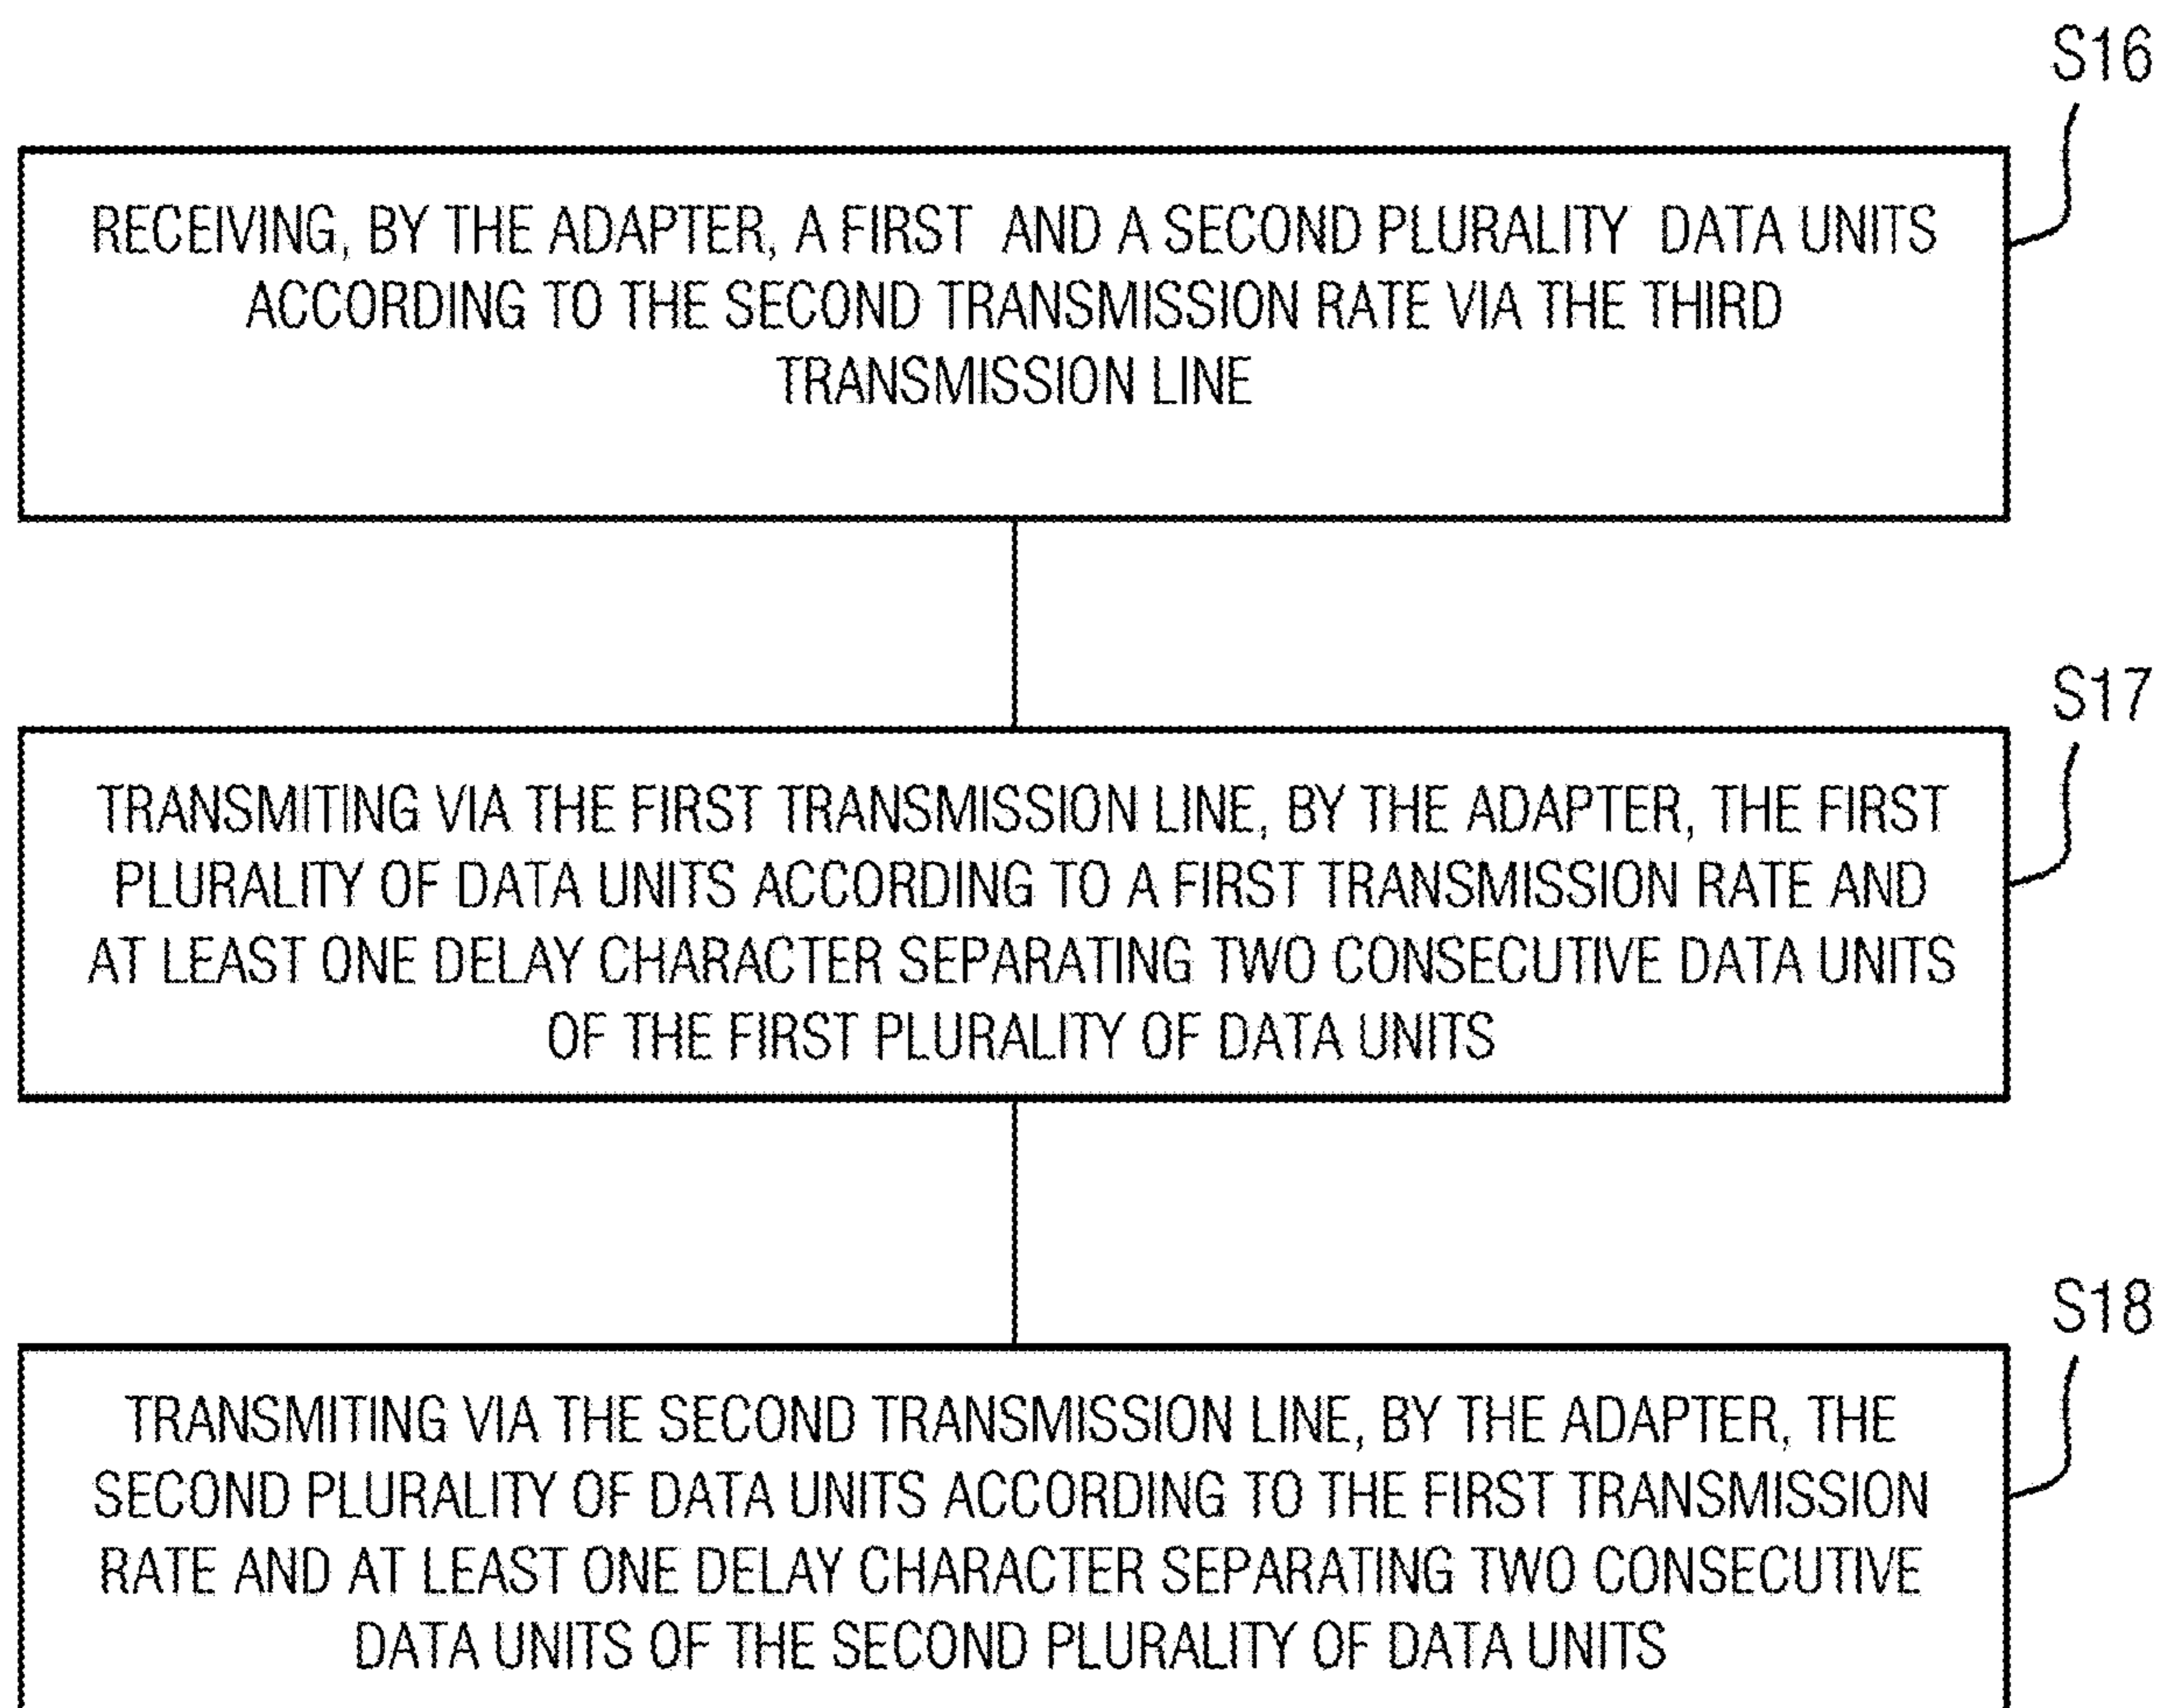 S16
RECEIVING, BY THE ADAPTER, A FIRST AND A SECOND PLURALITY DATA UNITS
ACCORDING TO THE SECOND TRANSMISSION RATE VIA THE THIRD
TRANSMISSION LINE
S17
TRANSMITING VIA THE FIRST TRANSMISSION LINE, BY THE ADAPTER, THE FIRST
PLURALITY OF DATA UNITS ACCORDING TO A FIRST TRANSMISSION RATE AND
AT LEAST ONE DELAY CHARACTER SEPARATING TWO CONSECUTIVE DATA UNITS
OF THE FIRST PLURALITY OF DATA UNITS
S18
TRANSMITING VIA THE SECOND TRANSMISSION LINE, BY THE ADAPTER, THE
SECOND PLURALITY OF DATA UNITS ACCORDING TO THE FIRST TRANSMISSION
RATE AND AT LEAST ONE DELAY CHARACTER SEPARATING TWO CONSECUTIVE
DATA UNITS OF THE SECOND PLURALITY OF DATA UNITS